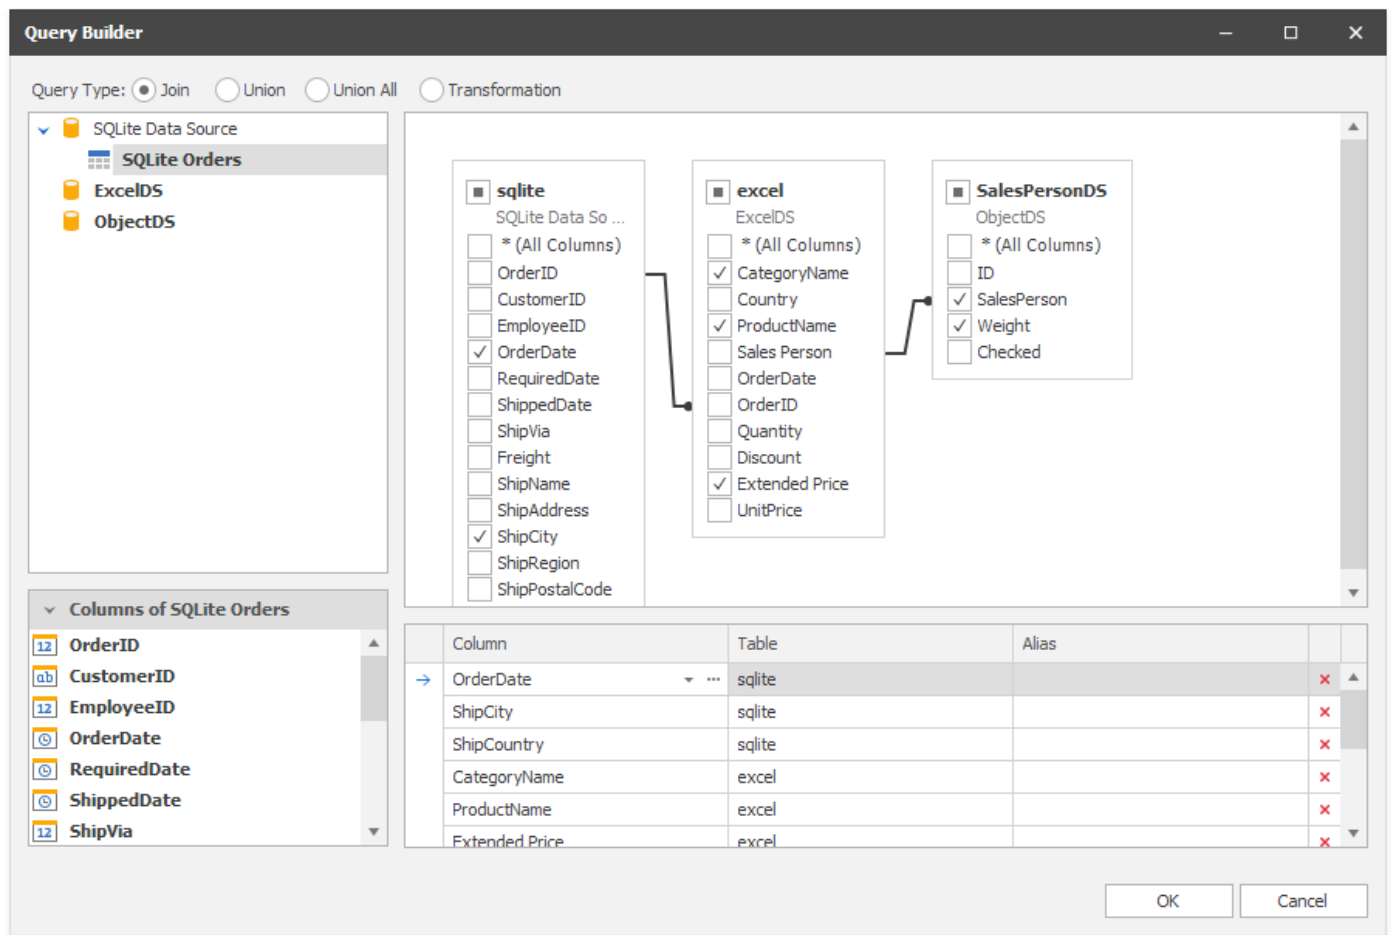 Query Builder
Query Type: Join Union Union All Transformation
SQLite Data Source
SQLite Orders
ExcelDS
ObjectDS
Columns of SQLite Orders
12 OrderID
ab CustomerID
12 EmployeeID
OrderDate
RequiredDate
ShippedDate
12 ShipVia
sqlite
SQLite Data So ...
* (All Columns)
OrderID
CustomerID
EmployeeID
OrderDate
RequiredDate
ShippedDate
ShipVia
Freight
ShipName
ShipAddress
ShipCity
ShipRegion
ShipPostalCode
excel
ExcelDS
* (All Columns)
CategoryName
Country
ProductName
Sales Person
OrderDate
OrderID
Quantity
Discount
Extended Price
UnitPrice
SalesPersonDS
ObjectDS
* (All Columns)
ID
SalesPerson
Weight
Checked
Column Table Alias
OrderDate sqlite
ShipCity sqlite
ShipCountry sqlite
CategoryName excel
ProductName excel
Extended Price excel
OK Cancel